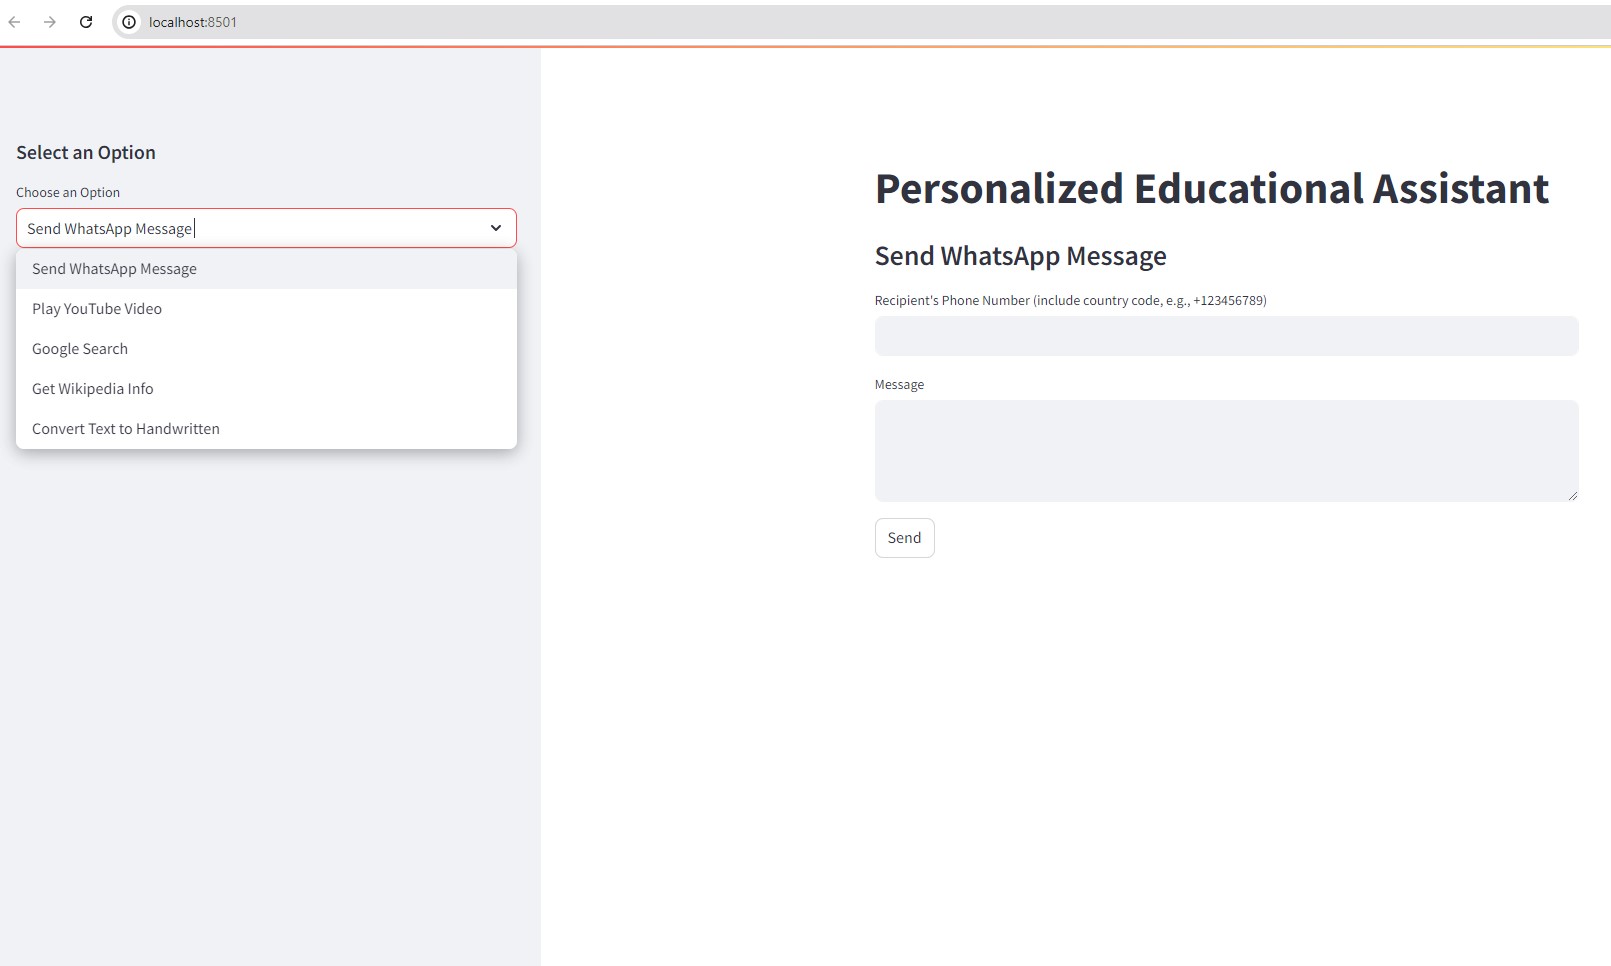 localhost:8501
Select an Option
Choose an Option
Send WhatsApp Message
Send WhatsApp Message
Play YouTube Video
Google Search
Get Wikipedia Info
Convert Text to Handwritten
Personalized Educational Assistant
Send WhatsApp Message
Recipient's Phone Number (include country code, e.g., +123456789)
Message
Send